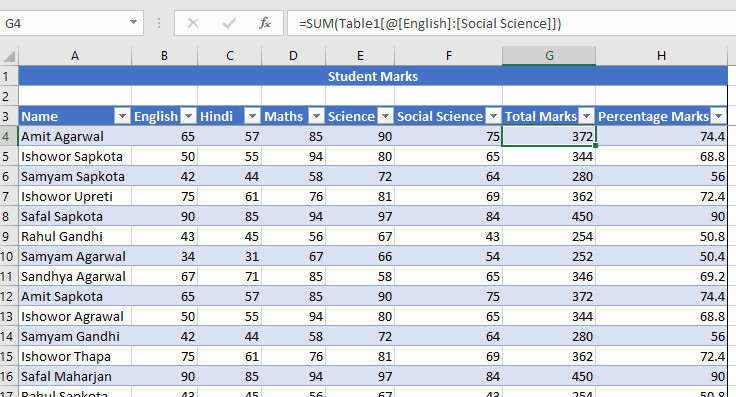 G4 =SUM(Table1[@[English]:[Social Science]])
A B C D E F G H
1 Student Marks
2
3 Name English Hindi Maths Science Social Science Total Marks Percentage Marks
4 Amit Agarwal 65 57 85 90 75 372 74.4
5 Ishowor Sapkota 50 55 94 80 65 344 68.8
6 Samyam Sapkota 42 44 58 72 64 280 56
7 Ishowor Upreti 75 61 76 81 69 362 72.4
8 Safal Sapkota 90 85 94 97 84 450 90
9 Rahul Gandhi 43 45 56 67 43 254 50.8
10 Samyam Agarwal 34 31 67 66 54 252 50.4
11 Sandhya Agarwal 67 71 85 58 65 346 69.2
12 Amit Sapkota 65 57 85 90 75 372 74.4
13 Ishowor Agrawal 50 55 94 80 65 344 68.8
14 Samyam Gandhi 42 44 58 72 64 280 56
15 Ishowor Thapa 75 61 76 81 69 362 72.4
16 Safal Maharjan 90 85 94 97 84 450 90
17 Rahul Sapkota 43 45 56 67 43 254 50.8